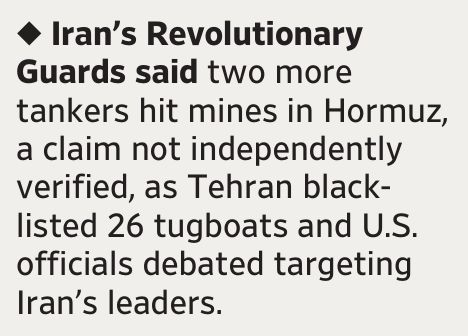 ◆ Iran’s Revolutionary
Guards said two more
tankers hit mines in Hormuz,
a claim not independently
verified, as Tehran black-
listed 26 tugboats and U.S.
officials debated targeting
Iran’s leaders.